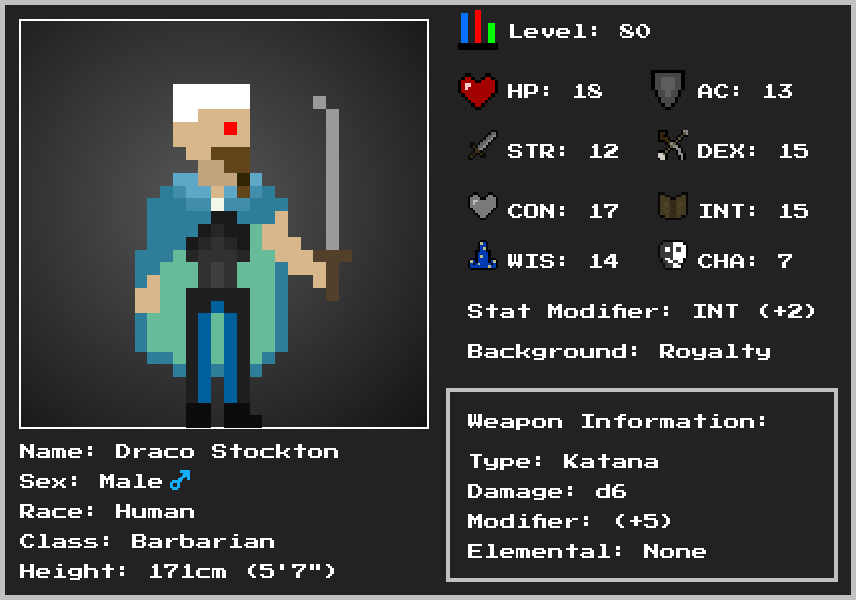 Level: 80
HP: 18
AC: 13
STR: 12
DEX: 15
CON: 17
INT: 15
WIS: 14
CHA: 7
Stat Modifier: INT (+2)
Background: Royalty
Weapon Information:
Type: Katana
Damage: d6
Modifier: (+5)
Elemental: None
Name: Draco Stockton
Sex: Male♂
Race: Human
Class: Barbarian
Height: 171cm (5'7")